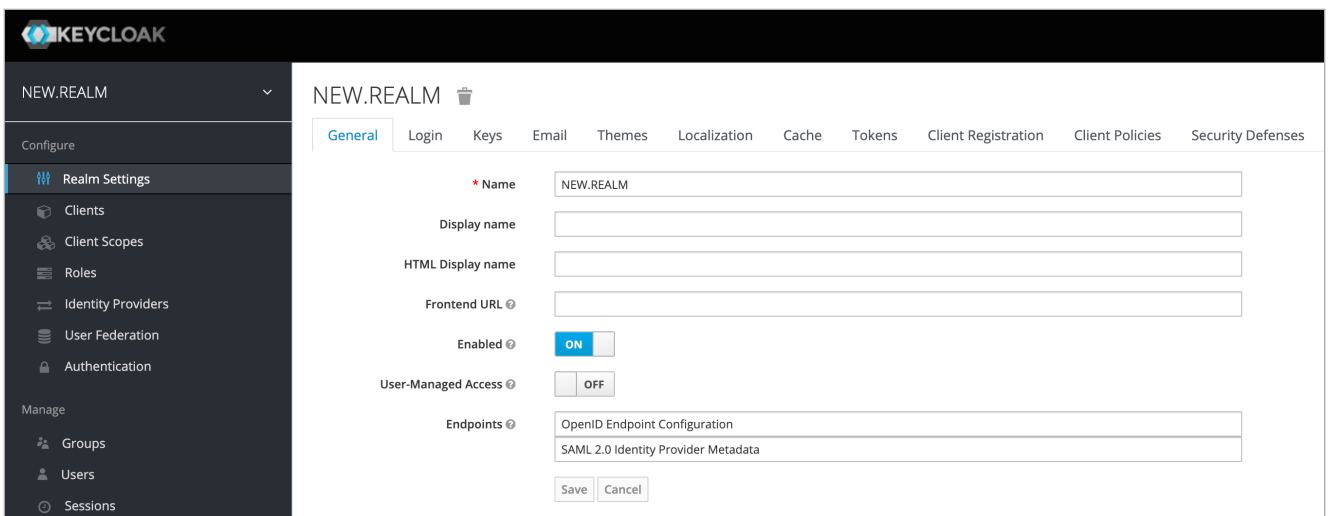 KEYCLOAK
NEW.REALM
Configure
Realm Settings
Clients
Client Scopes
Roles
Identity Providers
User Federation
Authentication
Manage
Groups
Users
Sessions
NEW.REALM
General Login Keys Email Themes Localization Cache Tokens Client Registration Client Policies Security Defenses
* Name NEW.REALM
Display name
HTML Display name
Frontend URL ?
Enabled ? ON
User-Managed Access ? OFF
Endpoints ? OpenID Endpoint Configuration
SAML 2.0 Identity Provider Metadata
Save Cancel